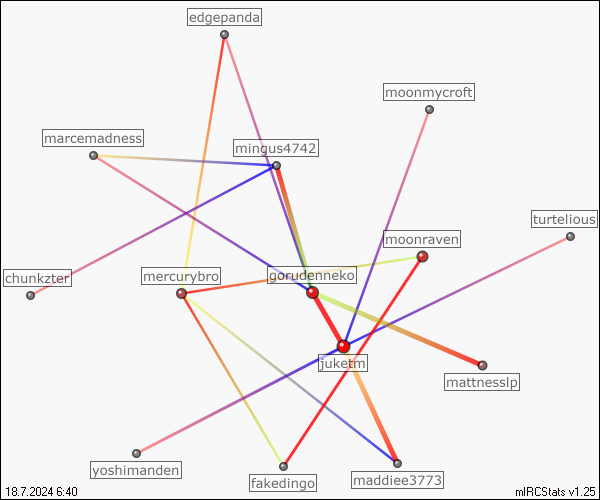 edgepanda
moonmycroft
marcemadness
mingus4742
turtelious
moonraven
chunkzter
mercurybro
gorudenneko
juketm
mattnesslp
yoshimanden
fakedingo
maddiee3773
18.7.2024 6:40
mIRCStats v1.25